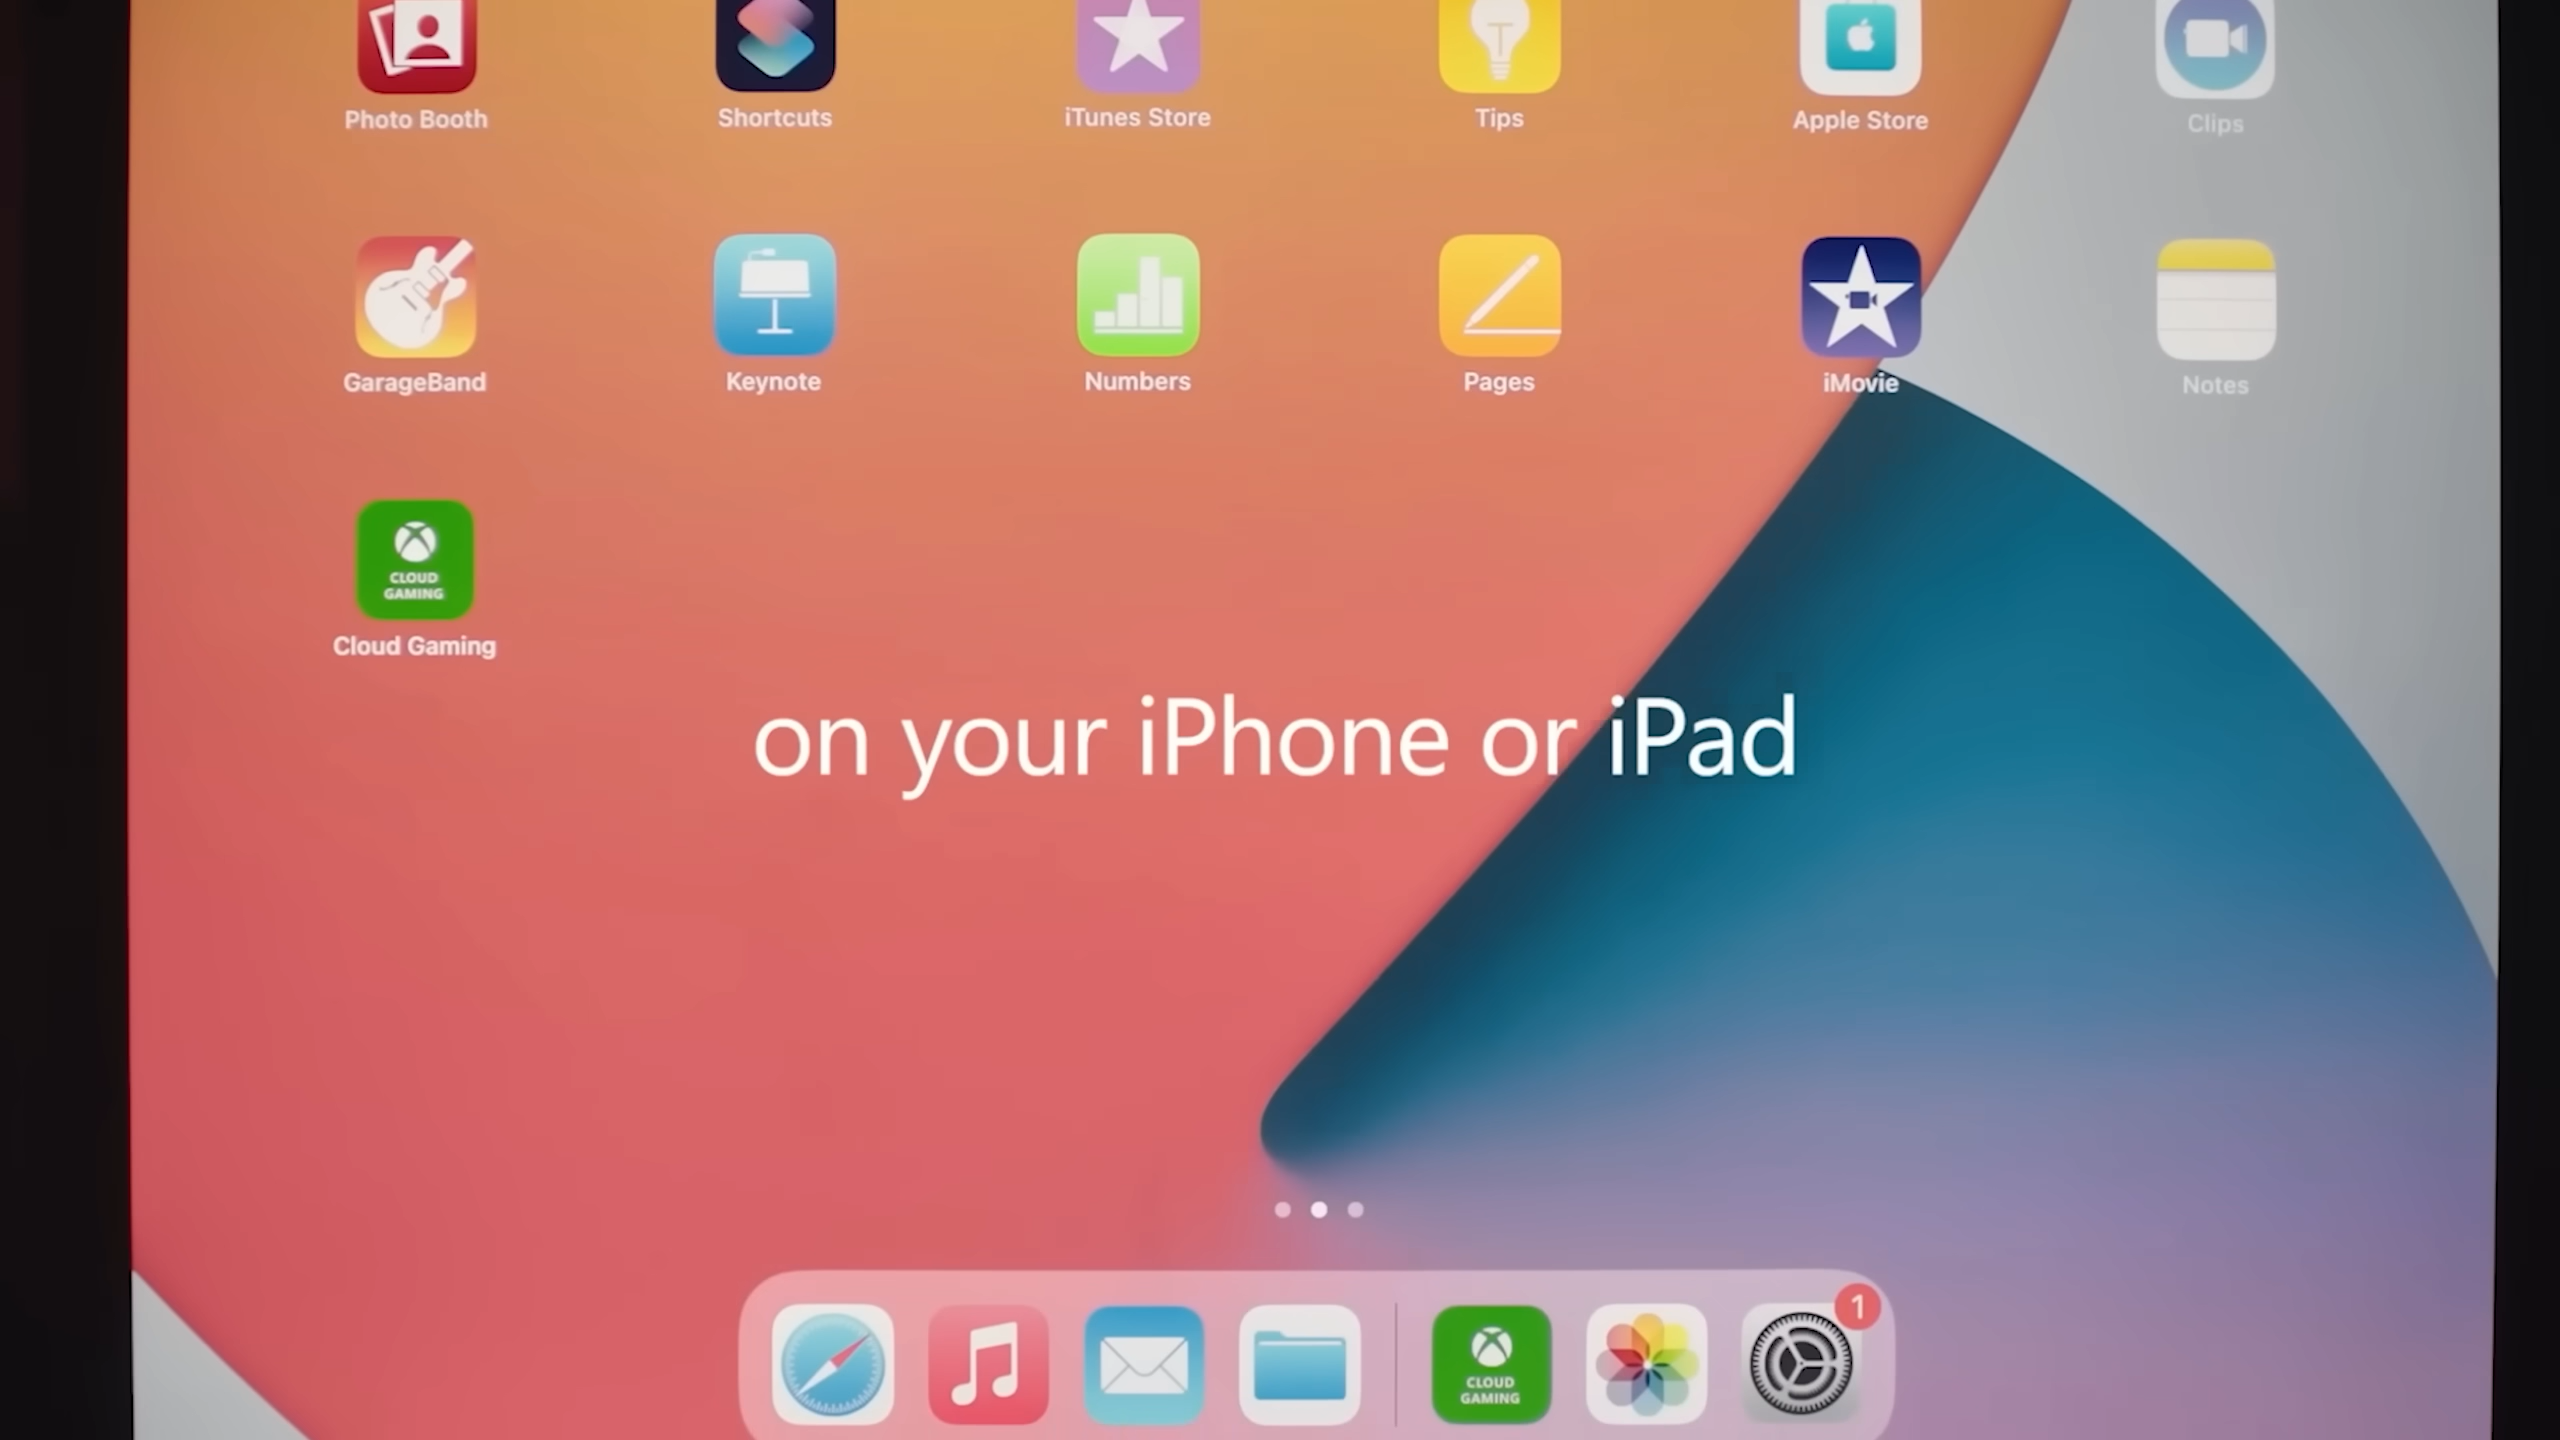 Photo Booth
Shortcuts
iTunes Store
Tips
Apple Store
Clips
GarageBand
Keynote
Numbers
Pages
iMovie
Notes
CLOUD
GAMING
Cloud Gaming
on your iPhone or iPad
1
CLOUD
GAMING